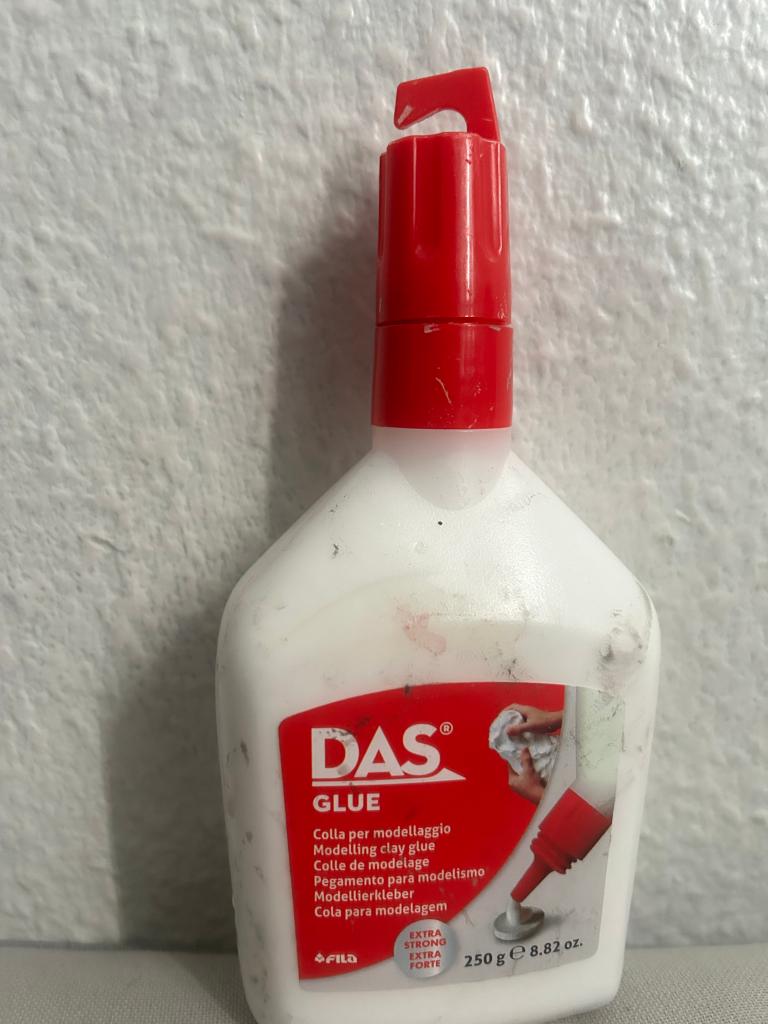 DAS®
GLUE
Colla per modellaggio
Modelling clay glue
Colle de modelage
Pegamento para modelismo
Modellierkleber
Cola para modelagem
EXTRA
STRONG
EXTRA
FORTE
FILA
250 g ℮ 8.82 oz.